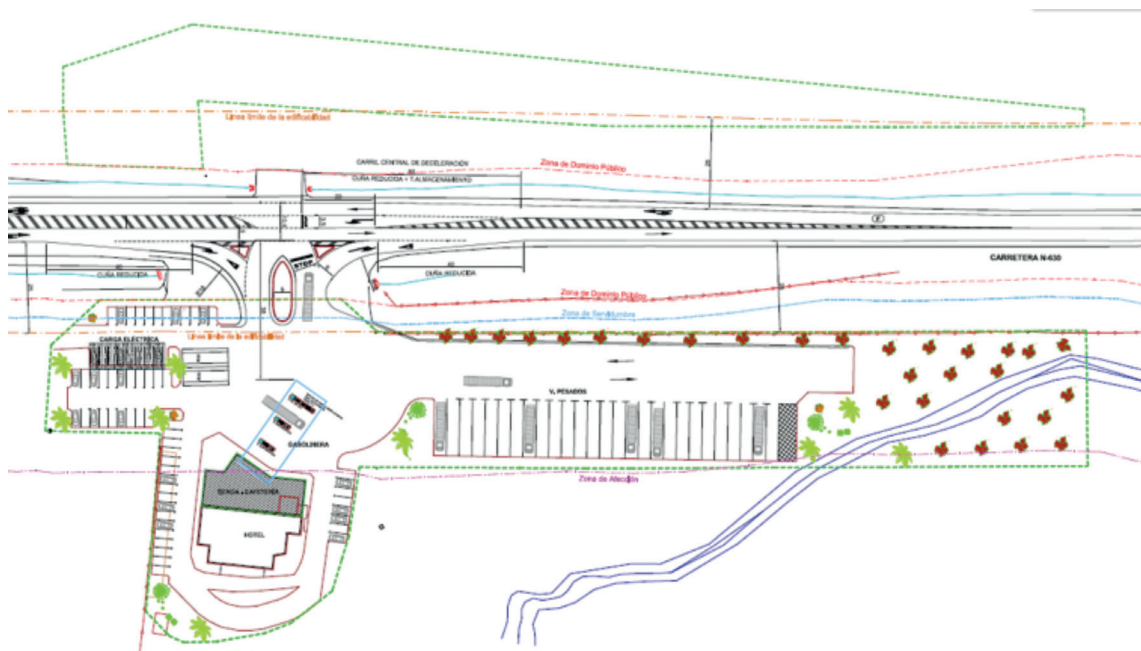 Línea límite de la edificabilidad
CARRIL CENTRAL DE DECELERACIÓN
Zona de Dominio Público
CUÑA REDUCIDA + T.ALMACENAMIENTO
STOP
CARRETERA N-630
CUÑA REDUCIDA
CUÑA REDUCIDA
Zona de Dominio Público
Zona de Servidumbre
Línea límite de la edificabilidad
CARGA ELÉCTRICA
V. PESADOS
GASOLINERA
Zona de Afección
TIENDA + CAFETERÍA
HOTEL